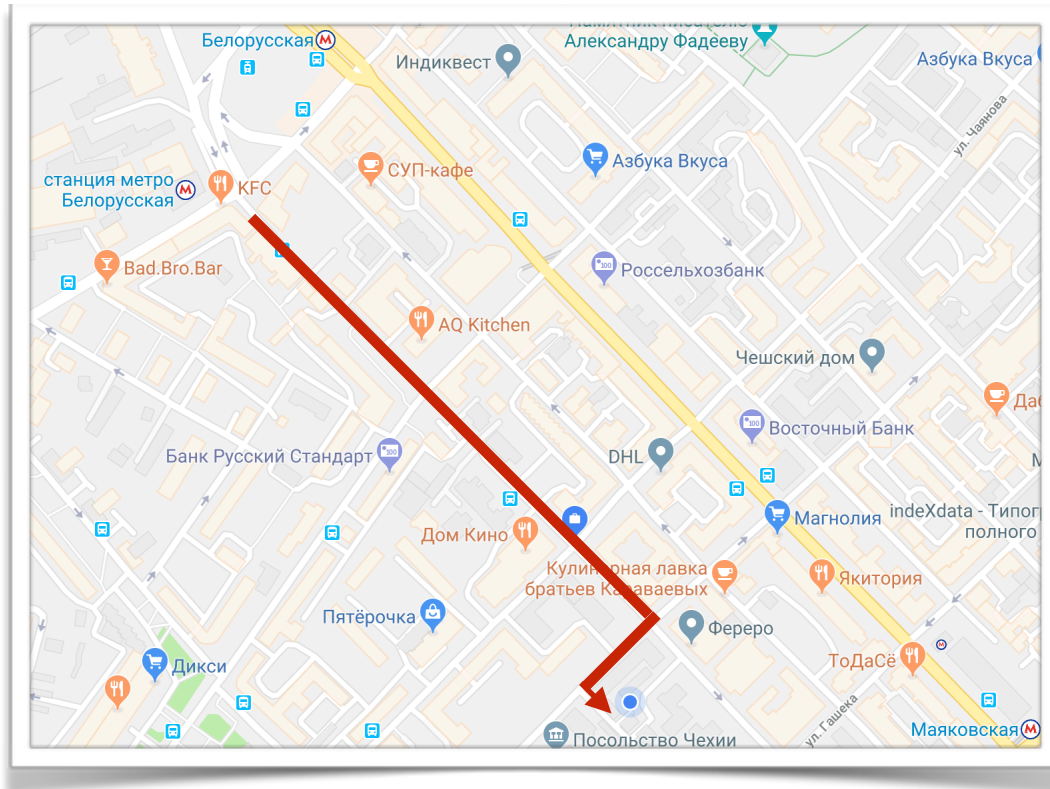 Памятник писателю
Александру Фадееву
Белорусская
Индиквест
Азбука Вкуса
ул. Чаянова
Азбука Вкуса
СУП-кафе
станция метро
Белорусская
KFC
Bad.Bro.Bar
Россельхозбанк
AQ Kitchen
Чешский дом
Восточный Банк
Банк Русский Стандарт
DHL
Магнолия
indeXdata - Типог
полного
Дом Кино
Якитория
братьев Караваевых
Пятёрочка
Фереро
ТоДаСё
Дикси
ул. Гашека
Маяковская
Посольство Чехии